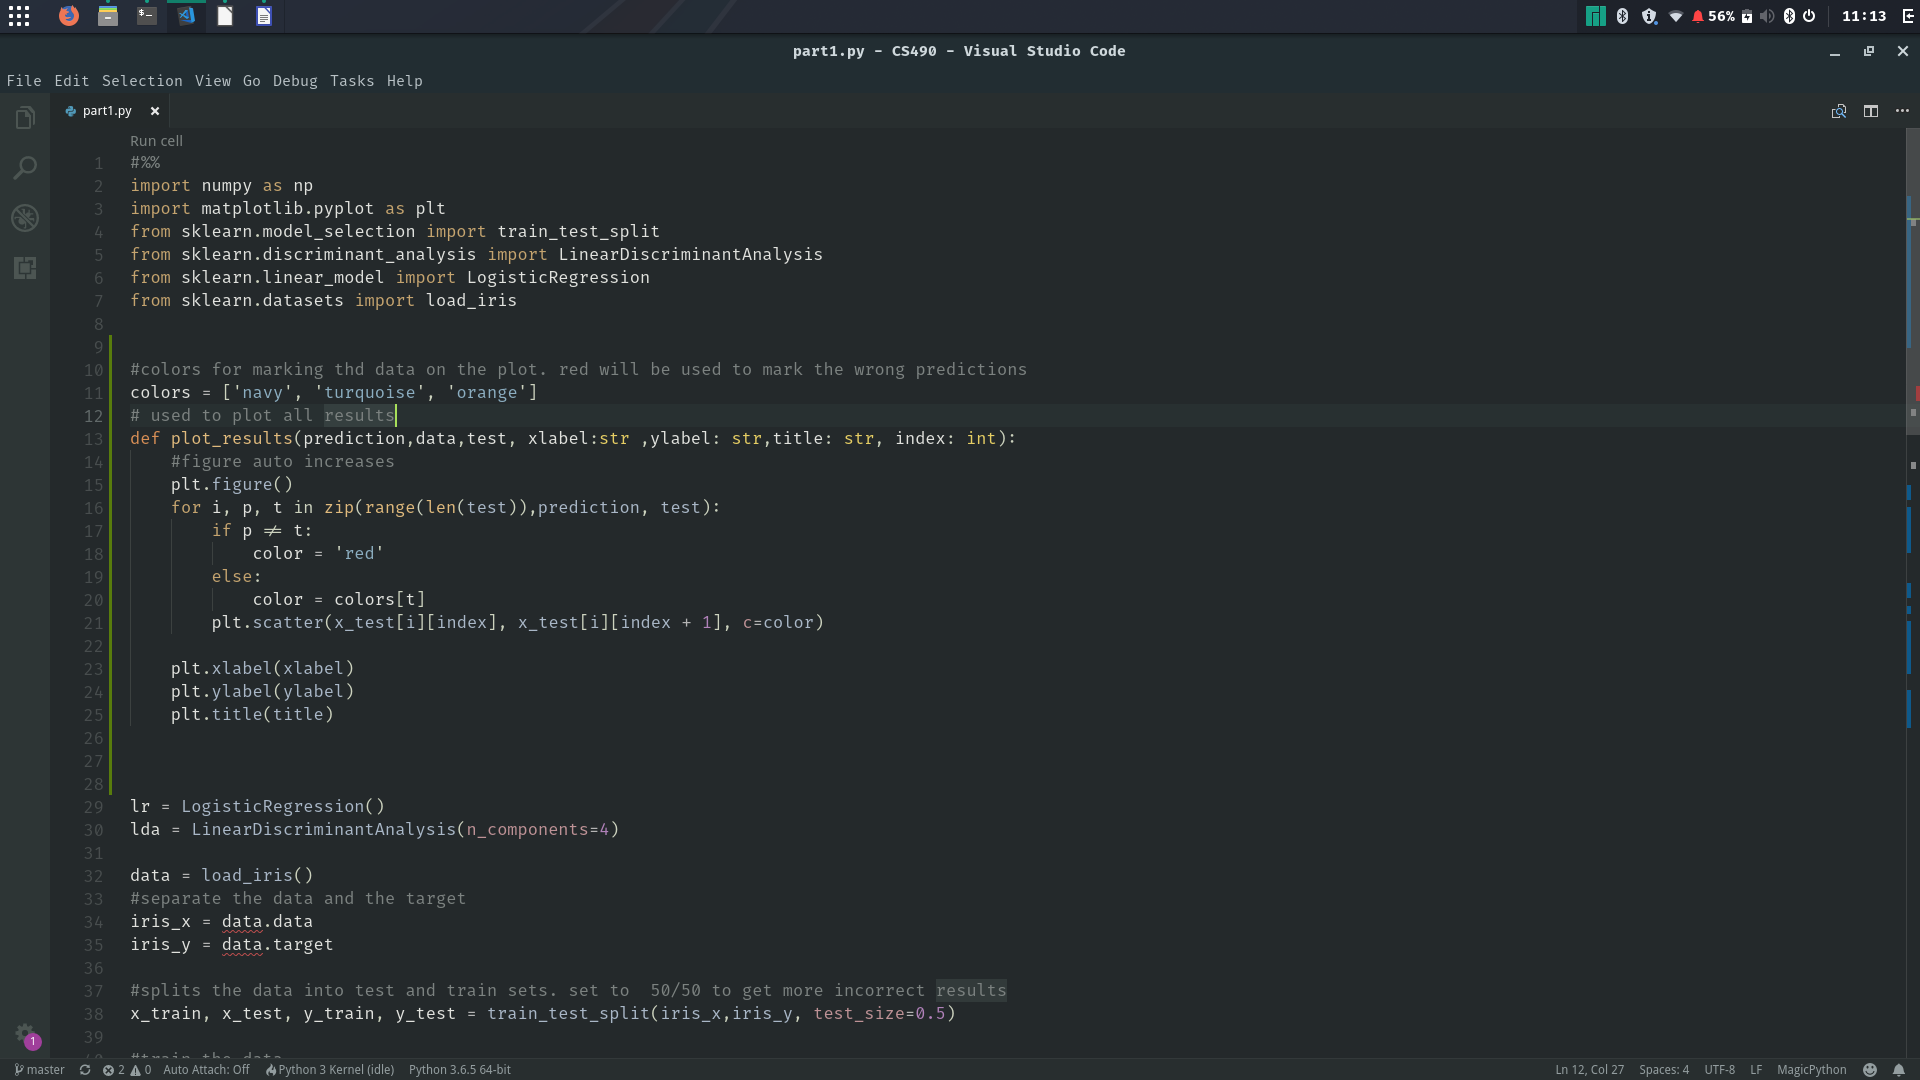 56%
11:13
part1.py - CS490 - Visual Studio Code
File Edit Selection View Go Debug Tasks Help
part1.py
Run cell
1 #%%
2 import numpy as np
3 import matplotlib.pyplot as plt
4 from sklearn.model_selection import train_test_split
5 from sklearn.discriminant_analysis import LinearDiscriminantAnalysis
6 from sklearn.linear_model import LogisticRegression
7 from sklearn.datasets import load_iris
8
9
10 #colors for marking thd data on the plot. red will be used to mark the wrong predictions
11 colors = ['navy', 'turquoise', 'orange']
12 # used to plot all results
13 def plot_results(prediction,data,test, xlabel:str ,ylabel: str,title: str, index: int):
14     #figure auto increases
15     plt.figure()
16     for i, p, t in zip(range(len(test)),prediction, test):
17         if p ≠ t:
18             color = 'red'
19         else:
20             color = colors[t]
21         plt.scatter(x_test[i][index], x_test[i][index + 1], c=color)
22
23     plt.xlabel(xlabel)
24     plt.ylabel(ylabel)
25     plt.title(title)
26
27
28
29 lr = LogisticRegression()
30 lda = LinearDiscriminantAnalysis(n_components=4)
31
32 data = load_iris()
33 #separate the data and the target
34 iris_x = data.data
35 iris_y = data.target
36
37 #splits the data into test and train sets. set to  50/50 to get more incorrect results
38 x_train, x_test, y_train, y_test = train_test_split(iris_x,iris_y, test_size=0.5)
39
40 #train the data
1
master 2 0 Auto Attach: Off Python 3 Kernel (idle) Python 3.6.5 64-bit Ln 12, Col 27 Spaces: 4 UTF-8 LF MagicPython